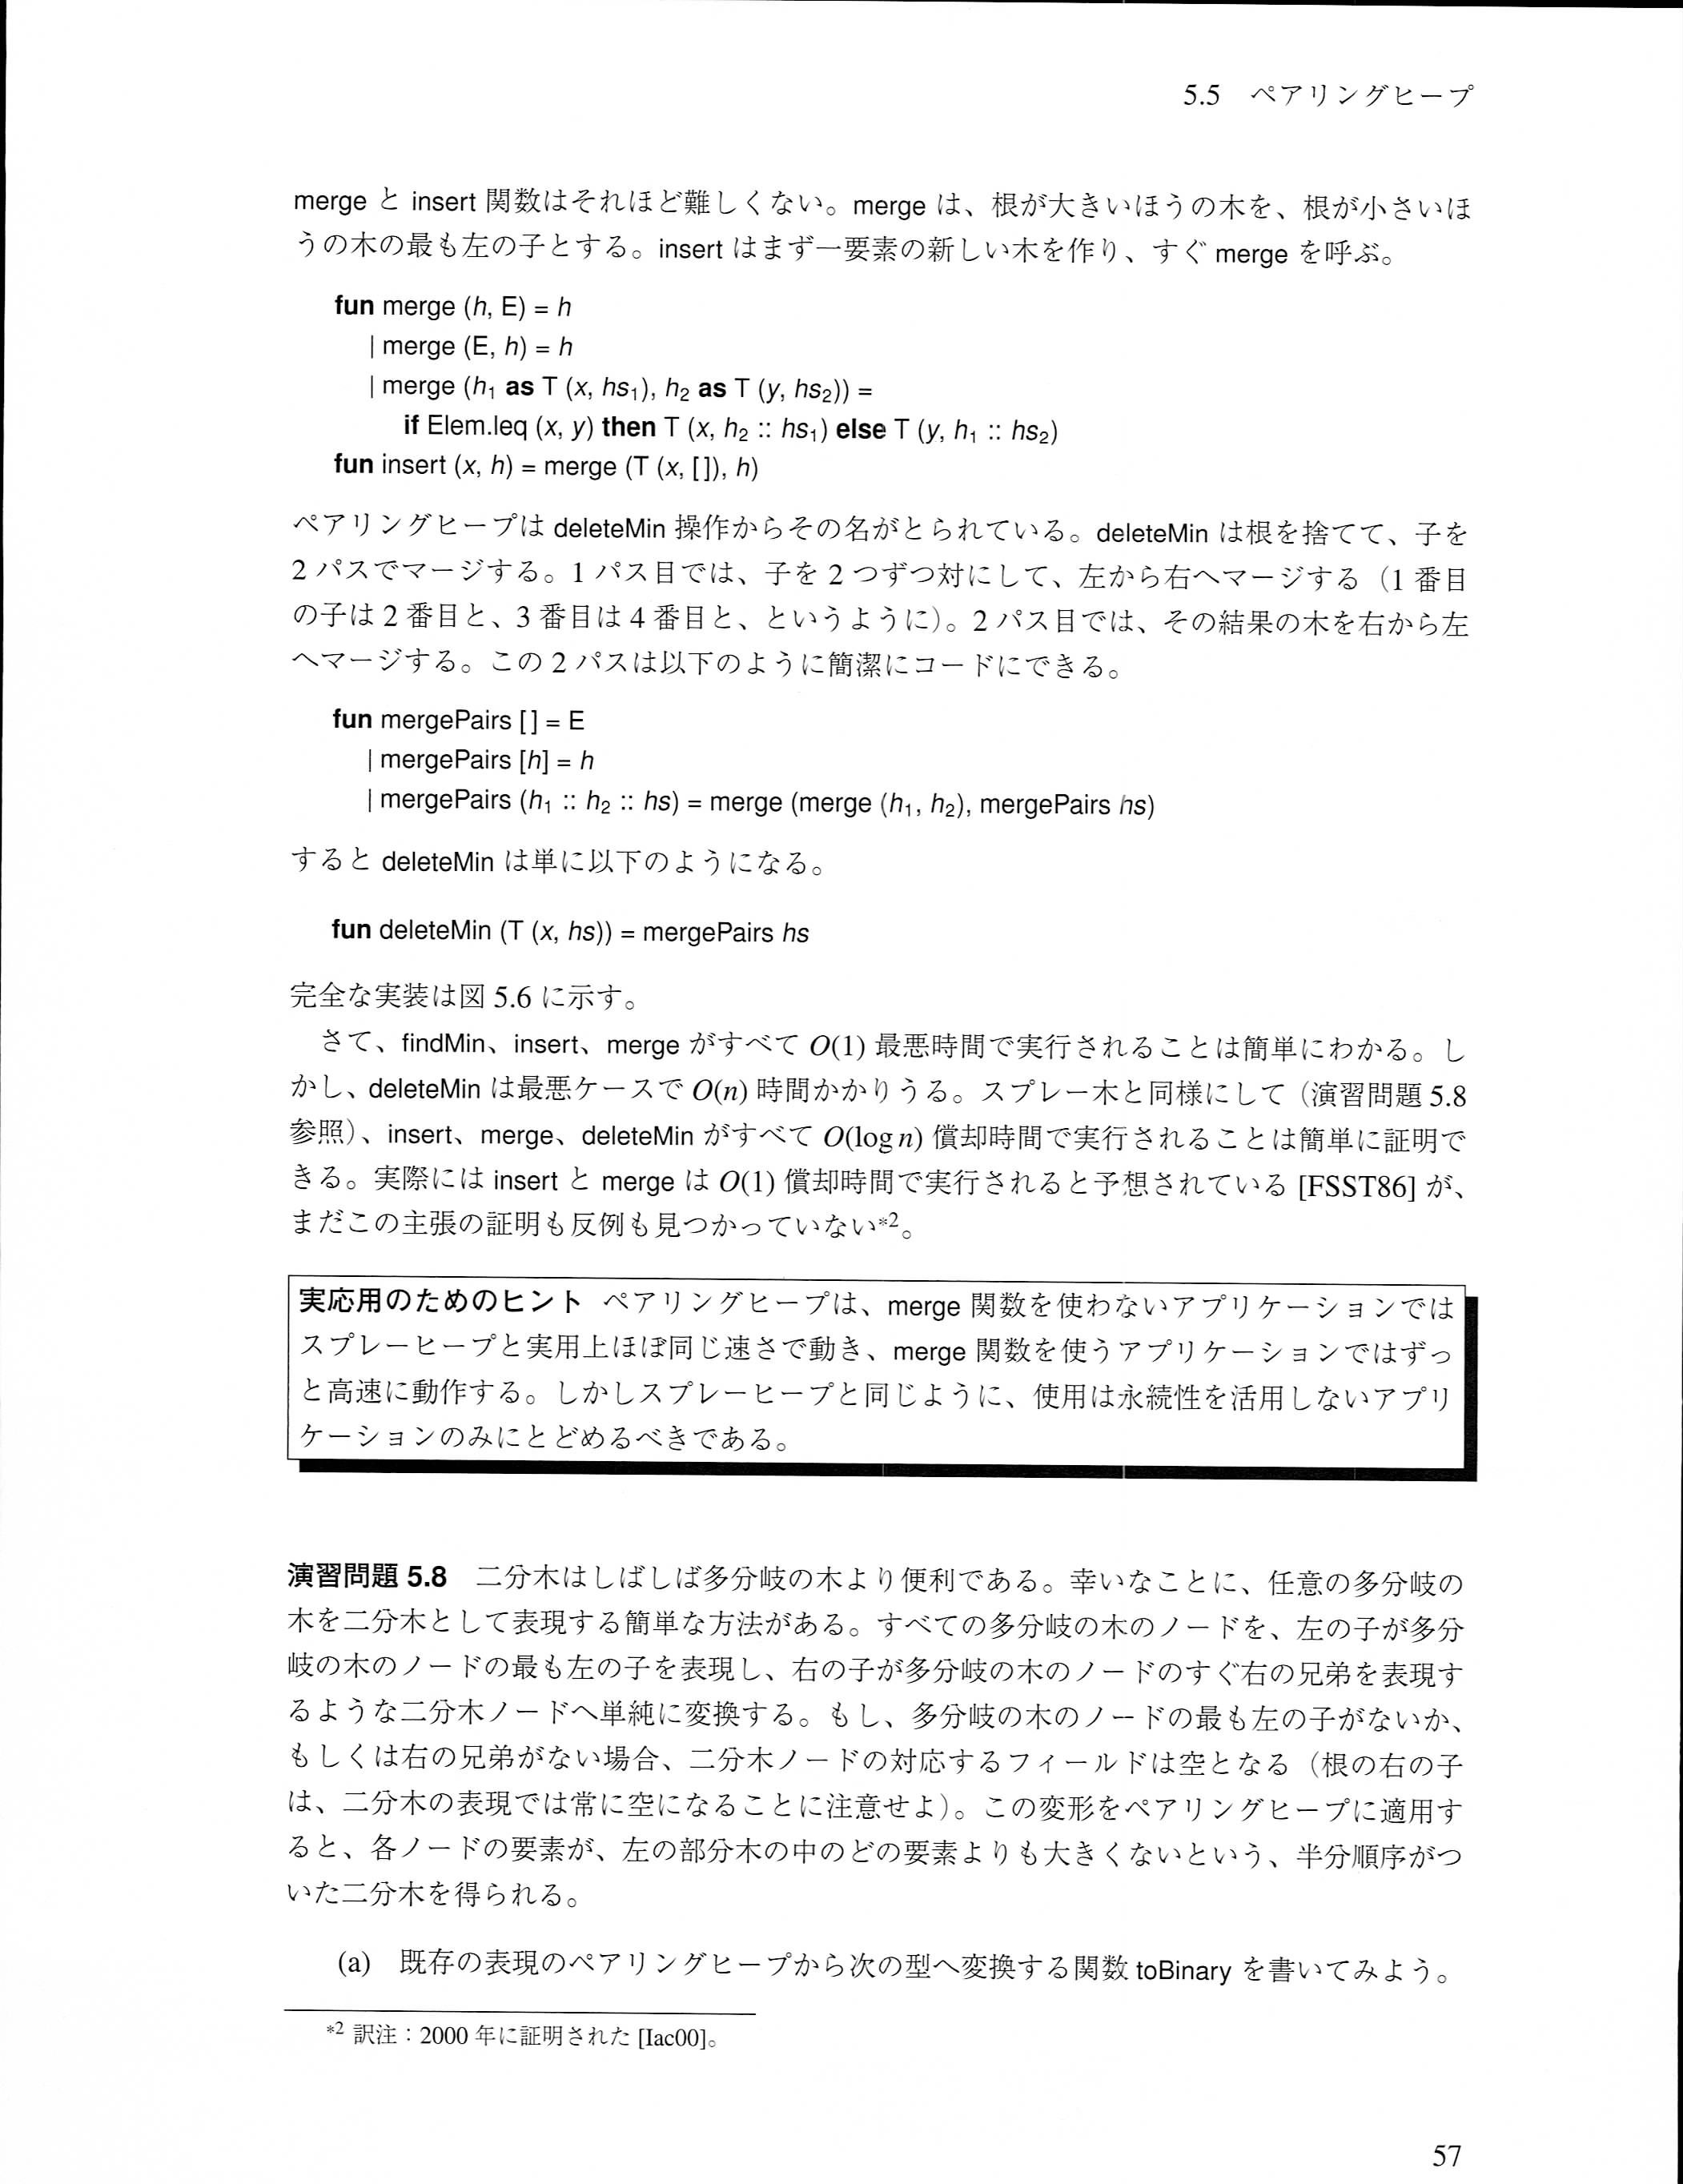 5.5 ペアリングヒープ
merge と insert 関数はそれほど難しくない。merge は、根が大きいほうの木を、根が小さいほ
うの木の最も左の子とする。insert はまず一要素の新しい木を作り、すぐ merge を呼ぶ。
fun merge (h, E) = h
| merge (E, h) = h
| merge (h₁ as T (x, hs₁), h₂ as T (y, hs₂)) =
if Elem.leq (x, y) then T (x, h₂ :: hs₁) else T (y, h₁ :: hs₂)
fun insert (x, h) = merge (T (x, []), h)
ペアリングヒープは deleteMin 操作からその名がとられている。deleteMin は根を捨てて、子を
2 パスでマージする。1 パス目では、子を 2 つずつ対にして、左から右へマージする（1 番目
の子は 2 番目と、3 番目は 4 番目と、というように）。2 パス目では、その結果の木を右から左
へマージする。この 2 パスは以下のように簡潔にコードにできる。
fun mergePairs [] = E
| mergePairs [h] = h
| mergePairs (h₁ :: h₂ :: hs) = merge (merge (h₁, h₂), mergePairs hs)
すると deleteMin は単に以下のようになる。
fun deleteMin (T (x, hs)) = mergePairs hs
完全な実装は図 5.6 に示す。
さて、findMin、insert、merge がすべて O(1) 最悪時間で実行されることは簡単にわかる。し
かし、deleteMin は最悪ケースで O(n) 時間かかりうる。スプレー木と同様にして（演習問題 5.8
参照）、insert、merge、deleteMin がすべて O(log n) 償却時間で実行されることは簡単に証明で
きる。実際には insert と merge は O(1) 償却時間で実行されると予想されている [FSST86] が、
まだこの主張の証明も反例も見つかっていない*2。
実応用のためのヒント ペアリングヒープは、merge 関数を使わないアプリケーションでは
スプレーヒープと実用上ほぼ同じ速さで動き、merge 関数を使うアプリケーションではずっ
と高速に動作する。しかしスプレーヒープと同じように、使用は永続性を活用しないアプリ
ケーションのみにとどめるべきである。
演習問題 5.8 二分木はしばしば多分岐の木より便利である。幸いなことに、任意の多分岐の
木を二分木として表現する簡単な方法がある。すべての多分岐の木のノードを、左の子が多分
岐の木のノードの最も左の子を表現し、右の子が多分岐の木のノードのすぐ右の兄弟を表現す
るような二分木ノードへ単純に変換する。もし、多分岐の木のノードの最も左の子がないか、
もしくは右の兄弟がない場合、二分木ノードの対応するフィールドは空となる（根の右の子
は、二分木の表現では常に空になることに注意せよ）。この変形をペアリングヒープに適用す
ると、各ノードの要素が、左の部分木の中のどの要素よりも大きくないという、半分順序がつ
いた二分木を得られる。
(a) 既存の表現のペアリングヒープから次の型へ変換する関数 toBinary を書いてみよう。
*2 訳注：2000 年に証明された [Iac00]。
57